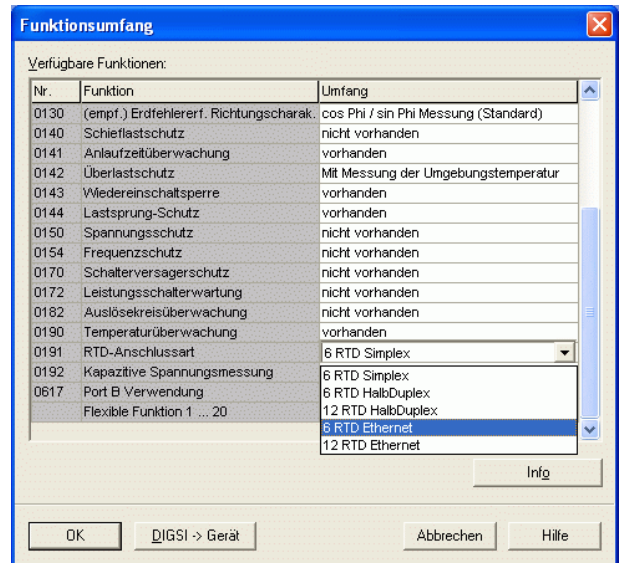 Funktionsumfang
Verfügbare Funktionen:
Nr. Funktion Umfang
0130 (empf.) Erdfehlererf. Richtungscharak. cos Phi / sin Phi Messung (Standard)
0140 Schieflastschutz nicht vorhanden
0141 Anlaufzeitüberwachung vorhanden
0142 Überlastschutz Mit Messung der Umgebungstemperatur
0143 Wiedereinschaltsperre vorhanden
0144 Lastsprung-Schutz vorhanden
0150 Spannungsschutz nicht vorhanden
0154 Frequenzschutz nicht vorhanden
0170 Schalterversagerschutz nicht vorhanden
0172 Leistungsschalterwartung nicht vorhanden
0182 Auslösekreisüberwachung nicht vorhanden
0190 Temperaturüberwachung vorhanden
0191 RTD-Anschlussart 6 RTD Simplex
0192 Kapazitive Spannungsmessung 6 RTD Simplex
0617 Port B Verwendung 6 RTD HalbDuplex
Flexible Funktion 1 ... 20 12 RTD HalbDuplex
6 RTD Ethernet
12 RTD Ethernet
Info
OK DIGSI -> Gerät Abbrechen Hilfe